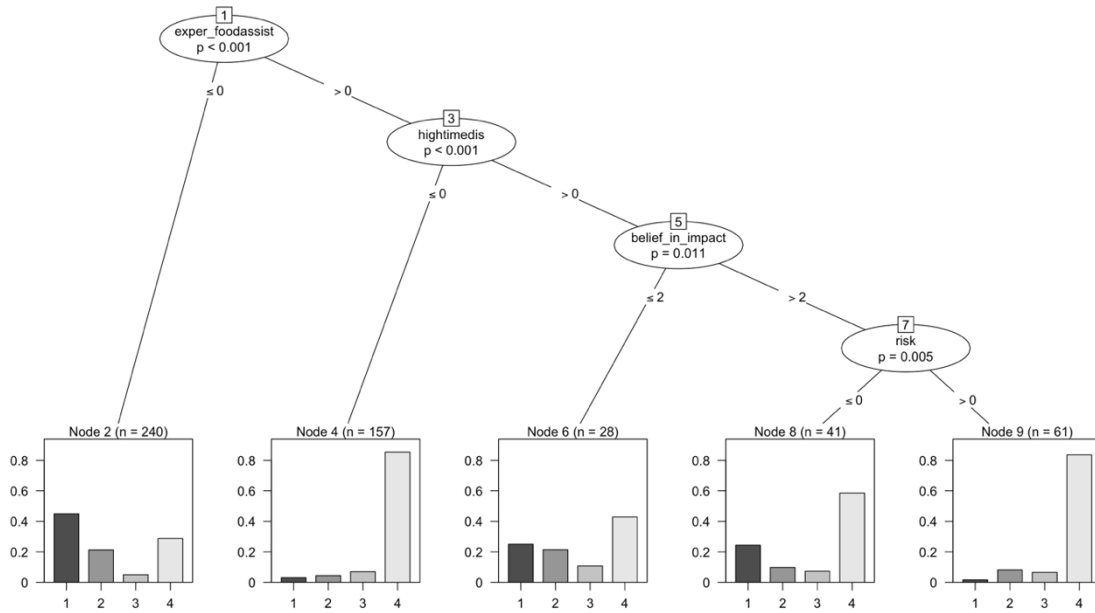 1
exper_foodassist
p < 0.001
≤ 0
> 0
3
hightimedis
p < 0.001
≤ 0
> 0
5
belief_in_impact
p = 0.011
≤ 2
> 2
7
risk
p = 0.005
≤ 0
> 0
Node 2 (n = 240)
0.8
0.6
0.4
0.2
0
1 2 3 4
Node 4 (n = 157)
0.8
0.6
0.4
0.2
0
1 2 3 4
Node 6 (n = 28)
0.8
0.6
0.4
0.2
0
1 2 3 4
Node 8 (n = 41)
0.8
0.6
0.4
0.2
0
1 2 3 4
Node 9 (n = 61)
0.8
0.6
0.4
0.2
0
1 2 3 4